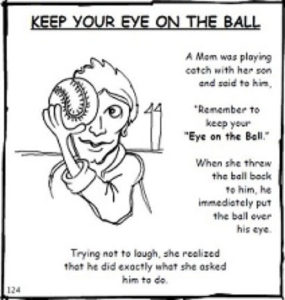 KEEP YOUR EYE ON THE BALL
A Mom was playing
catch with her son
and said to him,
"Remember to
keep your
"Eye on the Ball."
When she threw
the ball back
to him, he
immediately put
the ball over
his eye.
Trying not to laugh, she realized
that he did exactly what she asked
him to do.
124